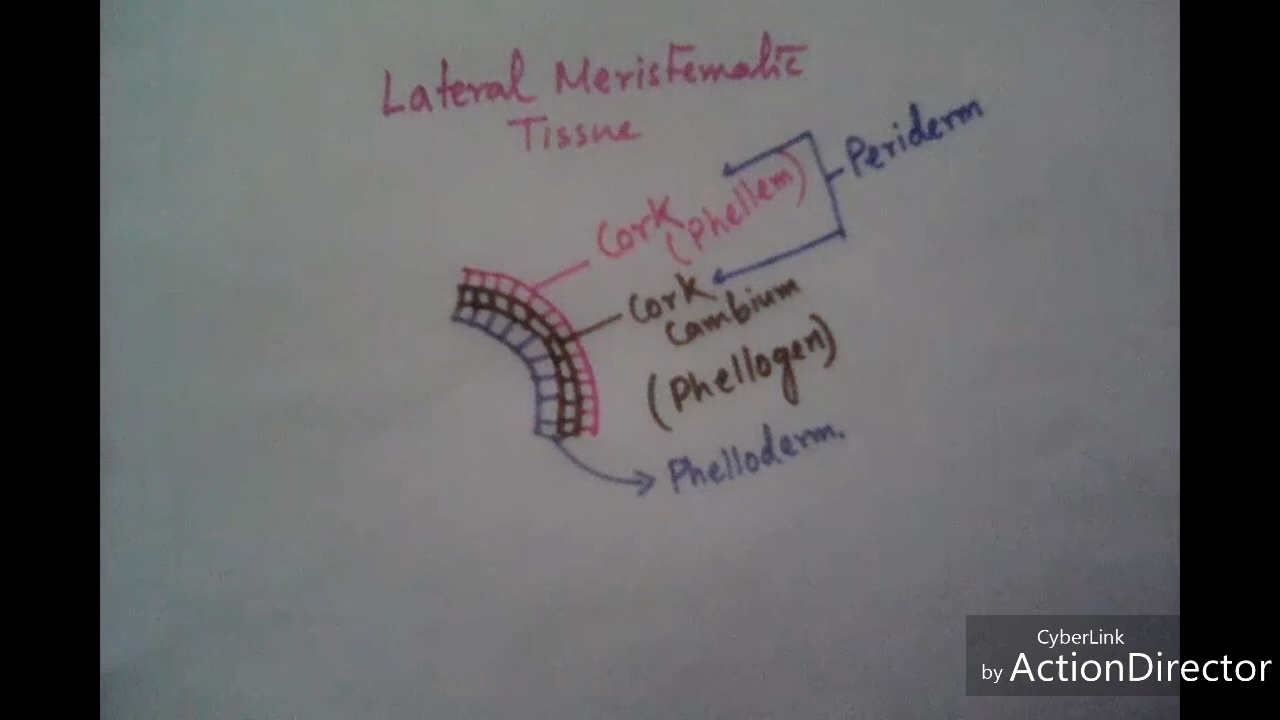 Lateral Meristematic
Tissue
Periderm
Cork
(Phellem)
Cork
Cambium
(Phellogen)
Phelloderm.
CyberLink
by ActionDirector